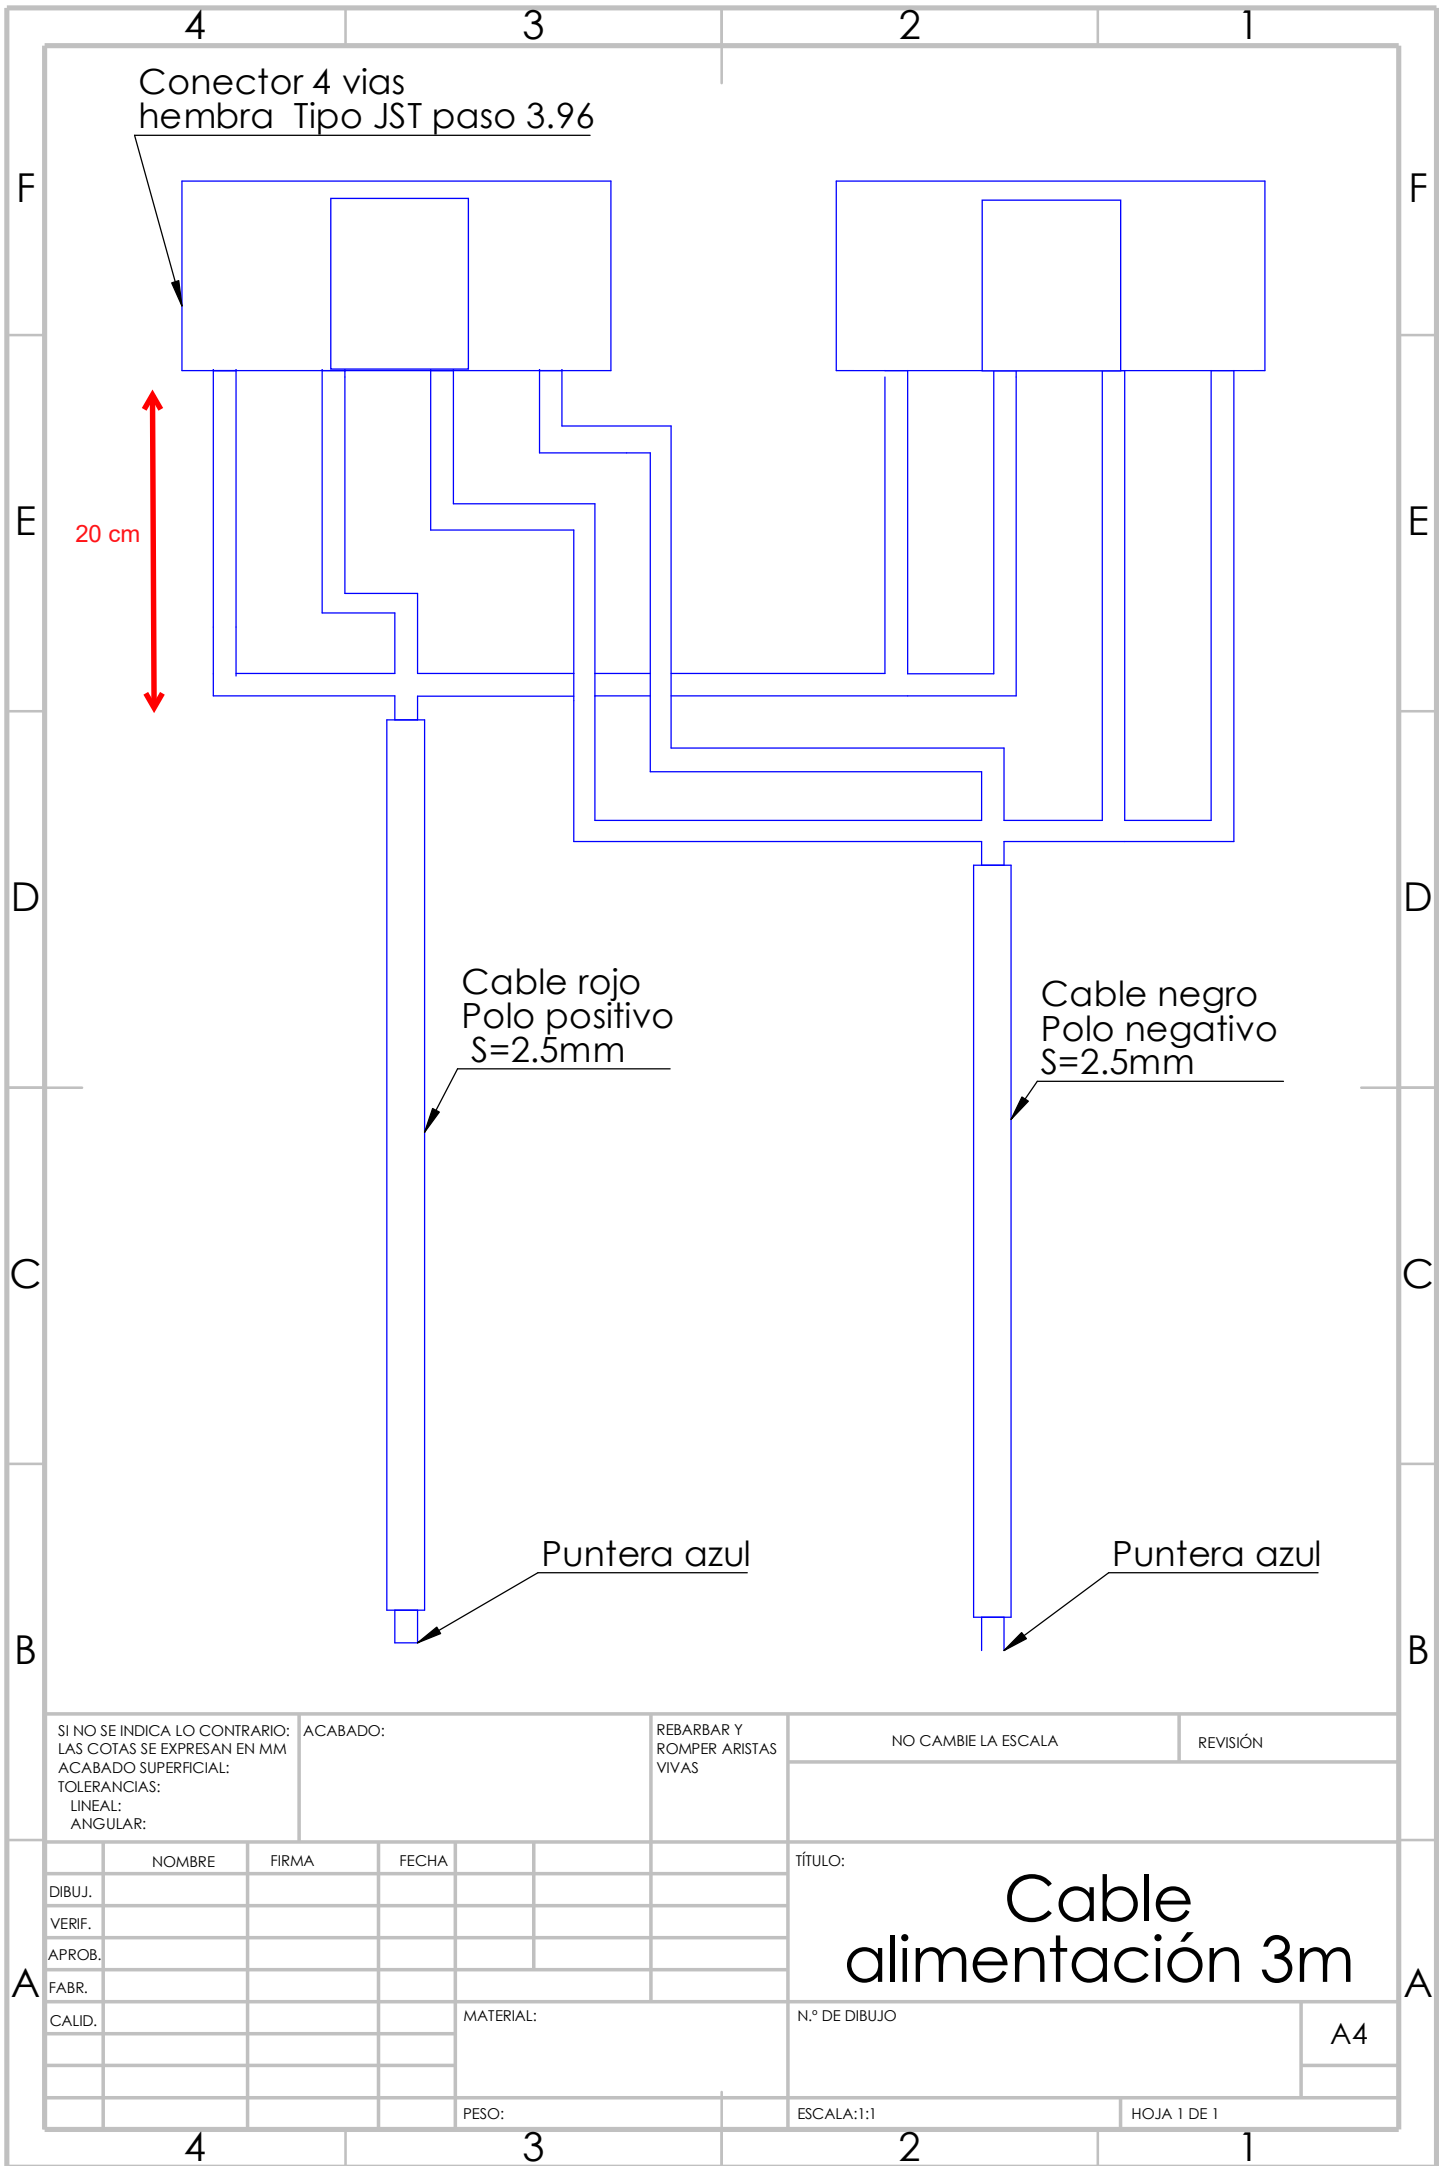 4 3 2 1
Conector 4 vias
hembra Tipo JST paso 3.96
F F
E E
20 cm
D D
Cable rojo
Polo positivo
S=2.5mm
Cable negro
Polo negativo
S=2.5mm
C C
Puntera azul
Puntera azul
B B
SI NO SE INDICA LO CONTRARIO:
LAS COTAS SE EXPRESAN EN MM
ACABADO SUPERFICIAL:
TOLERANCIAS:
LINEAL:
ANGULAR:
ACABADO:
REBARBAR Y
ROMPER ARISTAS
VIVAS
NO CAMBIE LA ESCALA
REVISIÓN
NOMBRE FIRMA FECHA
DIBUJ.
VERIF.
APROB.
FABR.
CALID.
TÍTULO:
Cable
alimentación 3m
A A
MATERIAL:
N.º DE DIBUJO
A4
PESO:
ESCALA:1:1
HOJA 1 DE 1
4 3 2 1